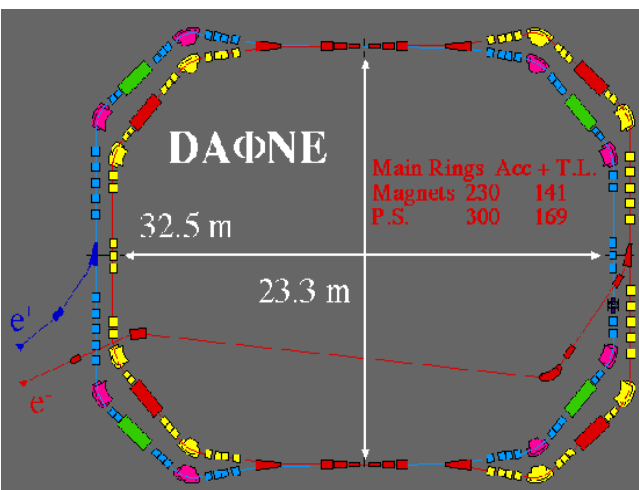 DAΦNE
Main Rings Acc + T.L.
Magnets 230 141
P.S. 300 169
32.5 m
23.3 m
e⁺
e⁻